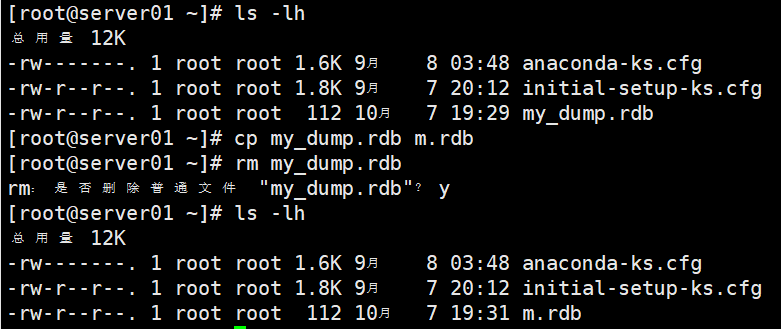 [root@server01 ~]# ls -lh
总用量 12K
-rw-------. 1 root root 1.6K 9月    8 03:48 anaconda-ks.cfg
-rw-r--r--. 1 root root 1.8K 9月    7 20:12 initial-setup-ks.cfg
-rw-r--r--. 1 root root  112 10月   7 19:29 my_dump.rdb
[root@server01 ~]# cp my_dump.rdb m.rdb
[root@server01 ~]# rm my_dump.rdb
rm：是否删除普通文件 "my_dump.rdb"？y
[root@server01 ~]# ls -lh
总用量 12K
-rw-------. 1 root root 1.6K 9月    8 03:48 anaconda-ks.cfg
-rw-r--r--. 1 root root 1.8K 9月    7 20:12 initial-setup-ks.cfg
-rw-r--r--. 1 root root  112 10月   7 19:31 m.rdb